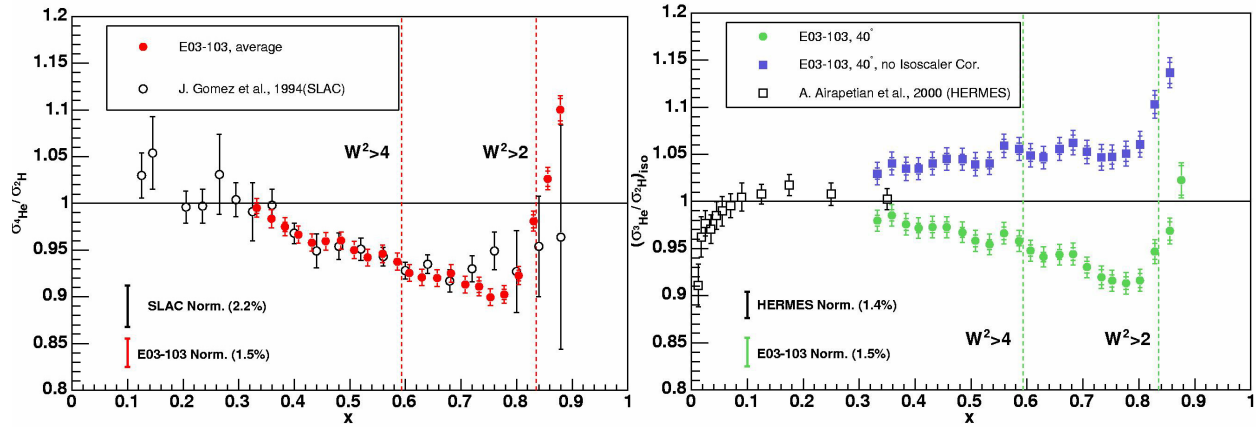 1.2
1.15
1.1
1.05
1
0.95
0.9
0.85
0.8
σ⁴He/σ²H
E03-103, average
J. Gomez et al., 1994(SLAC)
W²>4
W²>2
SLAC Norm. (2.2%)
E03-103 Norm. (1.5%)
0 0.1 0.2 0.3 0.4 0.5 0.6 0.7 0.8 0.9 1
x
1.2
1.15
1.1
1.05
1
0.95
0.9
0.85
0.8
(σ³He/σ²H)iso
E03-103, 40°
E03-103, 40°, no Isoscaler Cor.
A. Airapetian et al., 2000 (HERMES)
HERMES Norm. (1.4%)
W²>4
W²>2
E03-103 Norm. (1.5%)
0 0.1 0.2 0.3 0.4 0.5 0.6 0.7 0.8 0.9 1
x